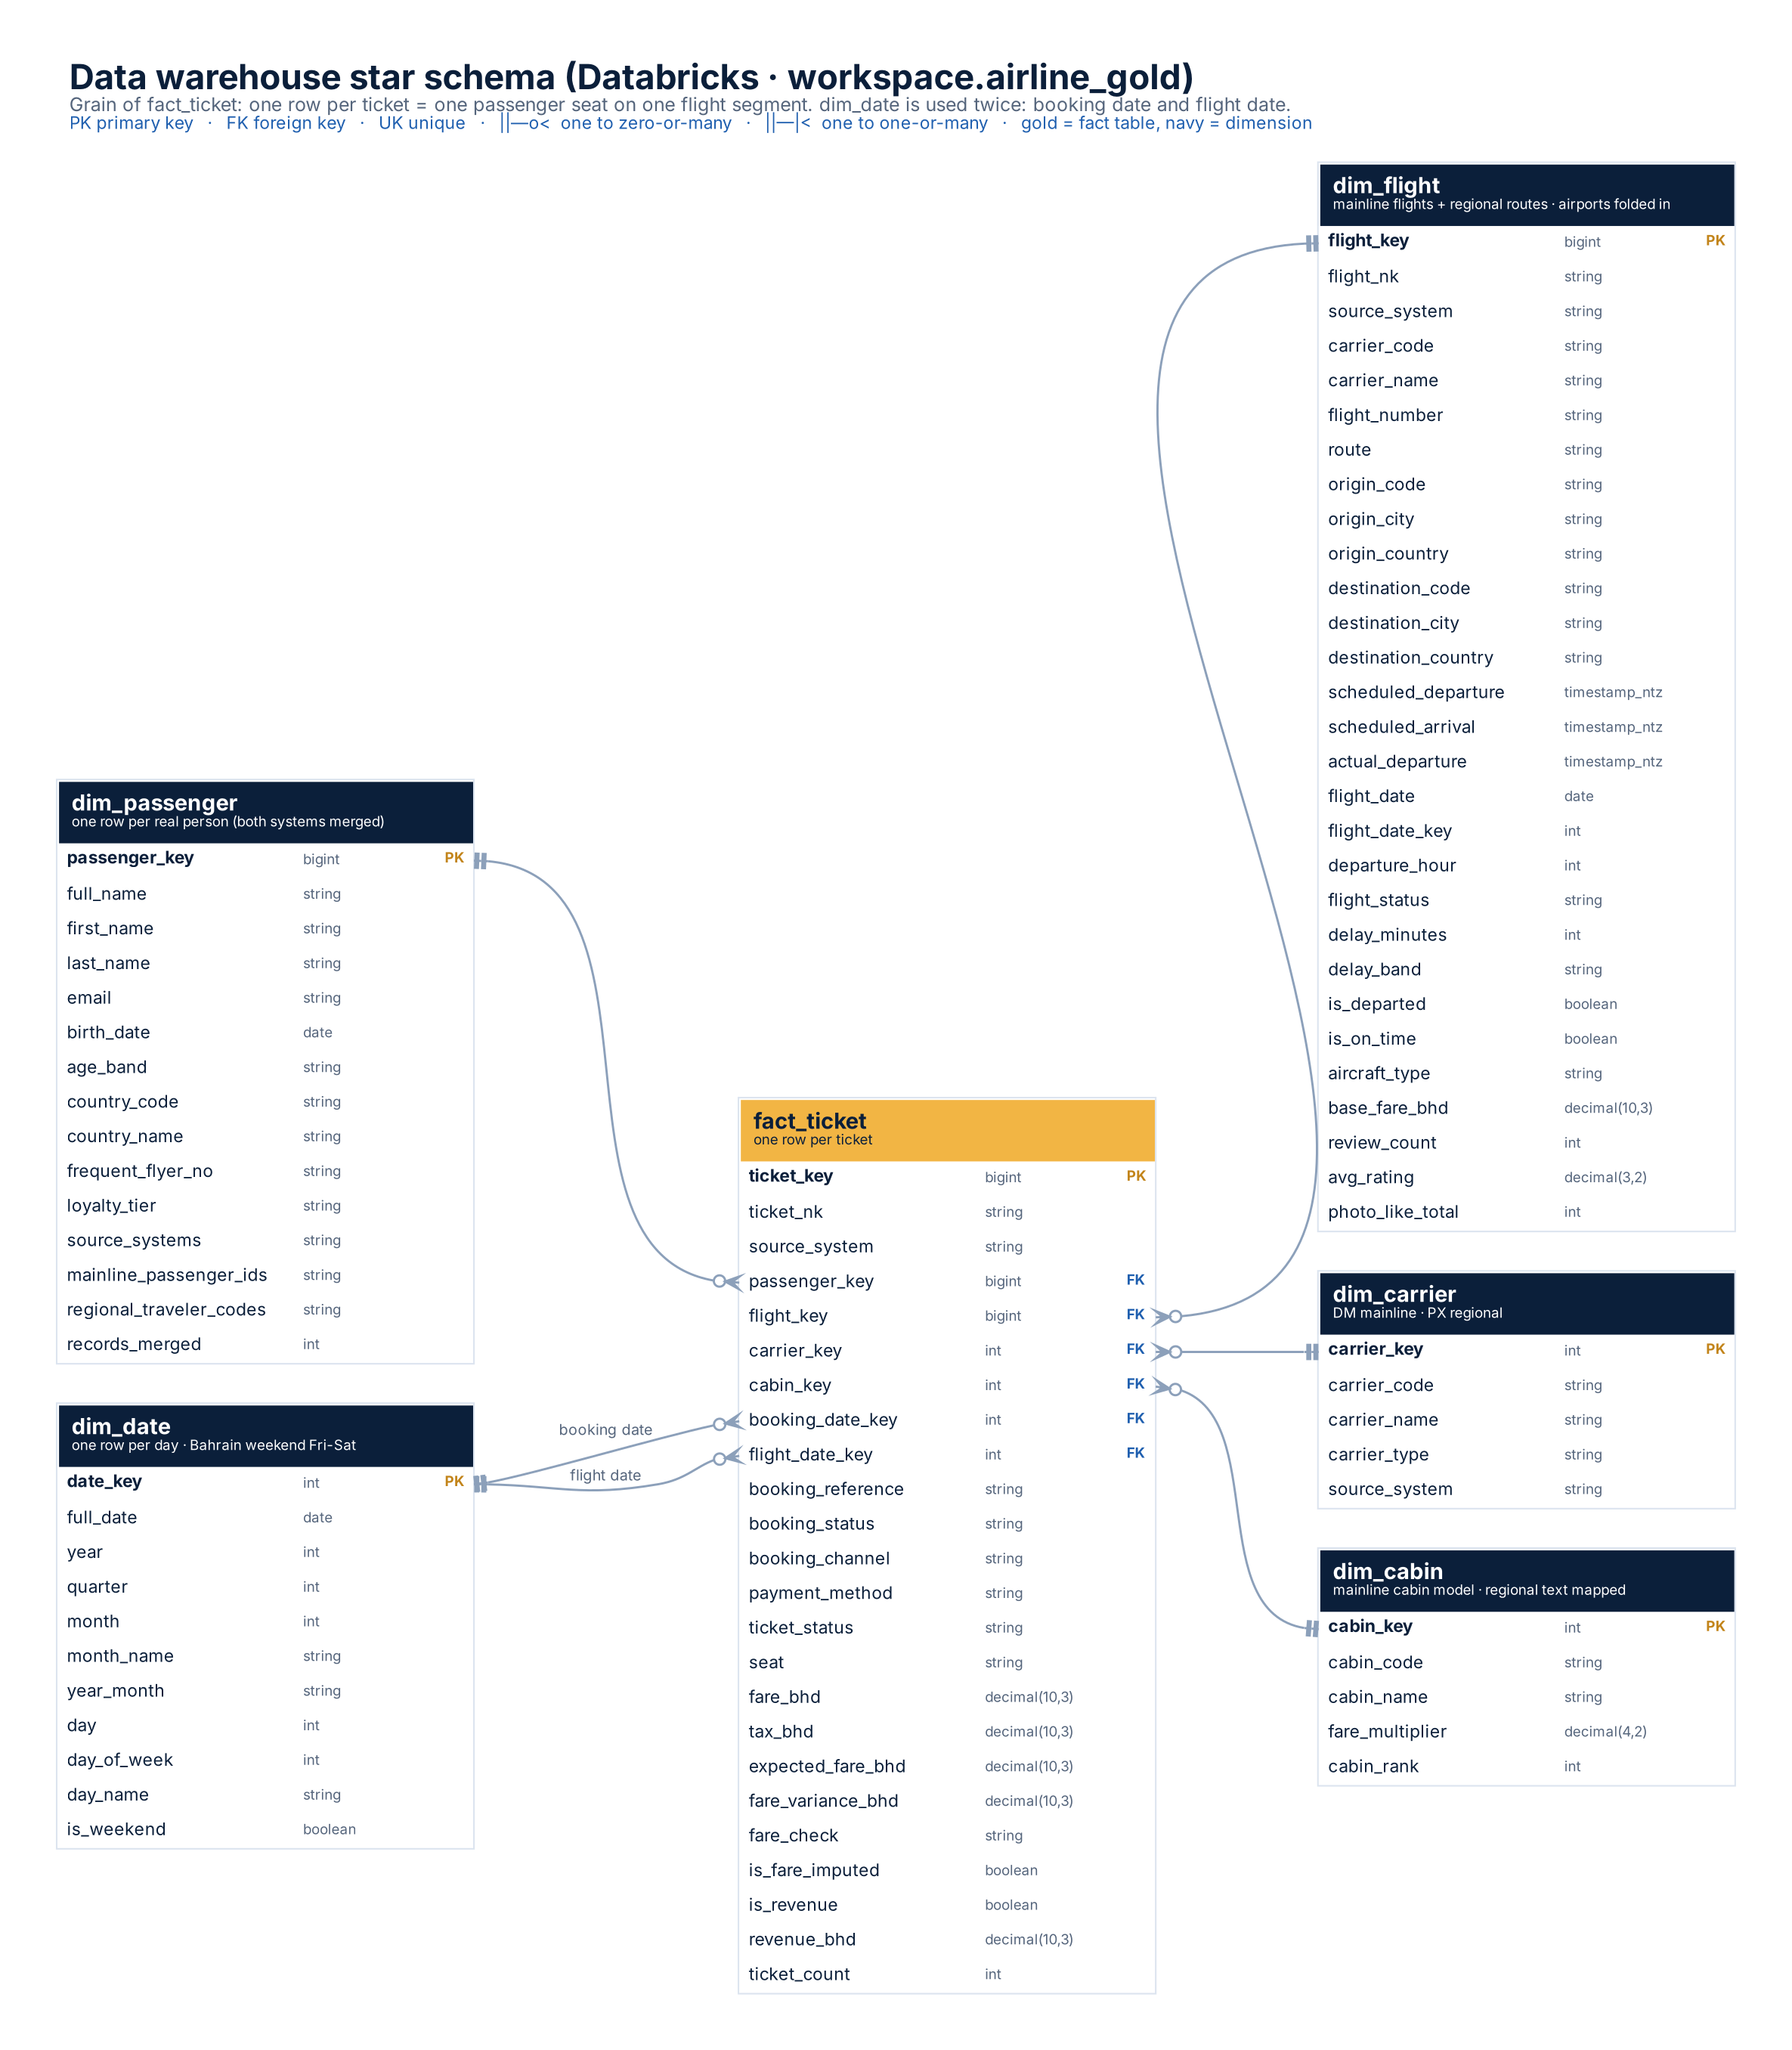 Data warehouse star schema (Databricks · workspace.airline_gold)
Grain of fact_ticket: one row per ticket = one passenger seat on one flight segment. dim_date is used twice: booking date and flight date.
PK primary key · FK foreign key · UK unique · ||—o< one to zero-or-many · ||—|< one to one-or-many · gold = fact table, navy = dimension
dim_flight
mainline flights + regional routes · airports folded in
flight_key bigint PK
flight_nk string
source_system string
carrier_code string
carrier_name string
flight_number string
route string
origin_code string
origin_city string
origin_country string
destination_code string
destination_city string
destination_country string
scheduled_departure timestamp_ntz
scheduled_arrival timestamp_ntz
actual_departure timestamp_ntz
flight_date date
flight_date_key int
departure_hour int
flight_status string
delay_minutes int
delay_band string
is_departed boolean
is_on_time boolean
aircraft_type string
base_fare_bhd decimal(10,3)
review_count int
avg_rating decimal(3,2)
photo_like_total int
dim_passenger
one row per real person (both systems merged)
passenger_key bigint PK
full_name string
first_name string
last_name string
email string
birth_date date
age_band string
country_code string
country_name string
frequent_flyer_no string
loyalty_tier string
source_systems string
mainline_passenger_ids string
regional_traveler_codes string
records_merged int
fact_ticket
one row per ticket
ticket_key bigint PK
ticket_nk string
source_system string
passenger_key bigint FK
flight_key bigint FK
carrier_key int FK
cabin_key int FK
booking_date_key int FK
flight_date_key int FK
booking_reference string
booking_status string
booking_channel string
payment_method string
ticket_status string
seat string
fare_bhd decimal(10,3)
tax_bhd decimal(10,3)
expected_fare_bhd decimal(10,3)
fare_variance_bhd decimal(10,3)
fare_check string
is_fare_imputed boolean
is_revenue boolean
revenue_bhd decimal(10,3)
ticket_count int
dim_carrier
DM mainline · PX regional
carrier_key int PK
carrier_code string
carrier_name string
carrier_type string
source_system string
dim_date
one row per day · Bahrain weekend Fri-Sat
date_key int PK
full_date date
year int
quarter int
month int
month_name string
year_month string
day int
day_of_week int
day_name string
is_weekend boolean
booking date
flight date
dim_cabin
mainline cabin model · regional text mapped
cabin_key int PK
cabin_code string
cabin_name string
fare_multiplier decimal(4,2)
cabin_rank int